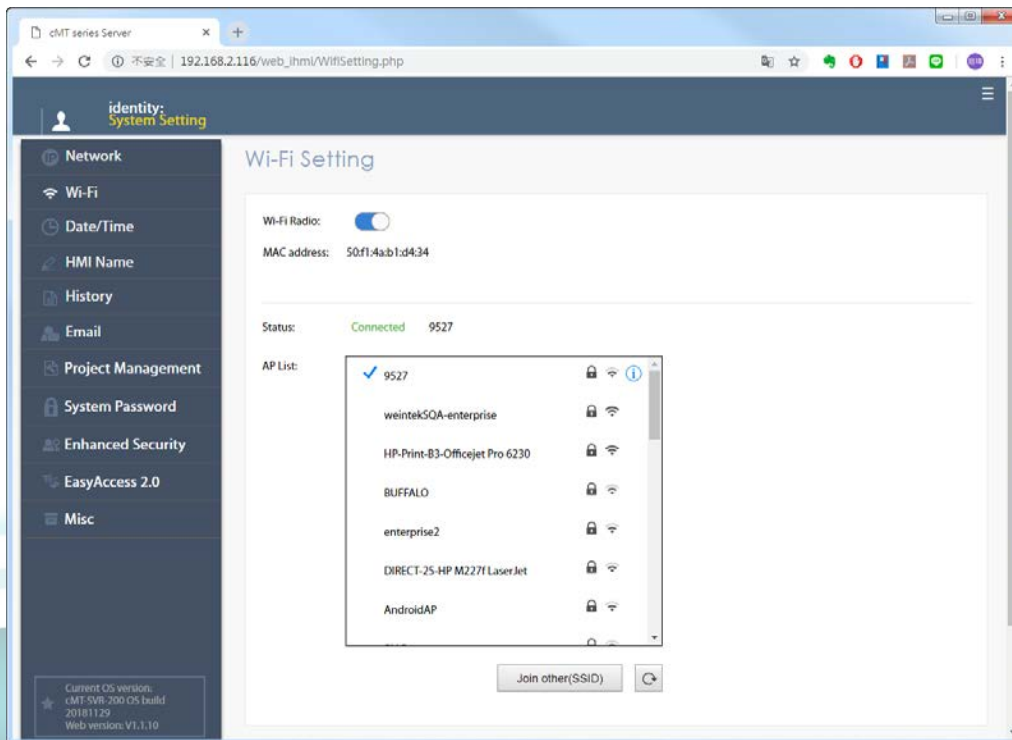 cMT series Server
不安全 | 192.168.2.116/web_ihmi/WifiSetting.php
identity:
System Setting
Network
Wi-Fi
Date/Time
HMI Name
History
Email
Project Management
System Password
Enhanced Security
EasyAccess 2.0
Misc
Current OS version:
cMT-SVR-200 OS build
20181129
Web version: V1.1.10
Wi-Fi Setting
Wi-Fi Radio:
MAC address: 50:f1:4a:b1:d4:34
Status: Connected 9527
AP List:
9527
weintekSQA-enterprise
HP-Print-B3-Officejet Pro 6230
BUFFALO
enterprise2
DIRECT-25-HP M227f LaserJet
AndroidAP
Join other(SSID)